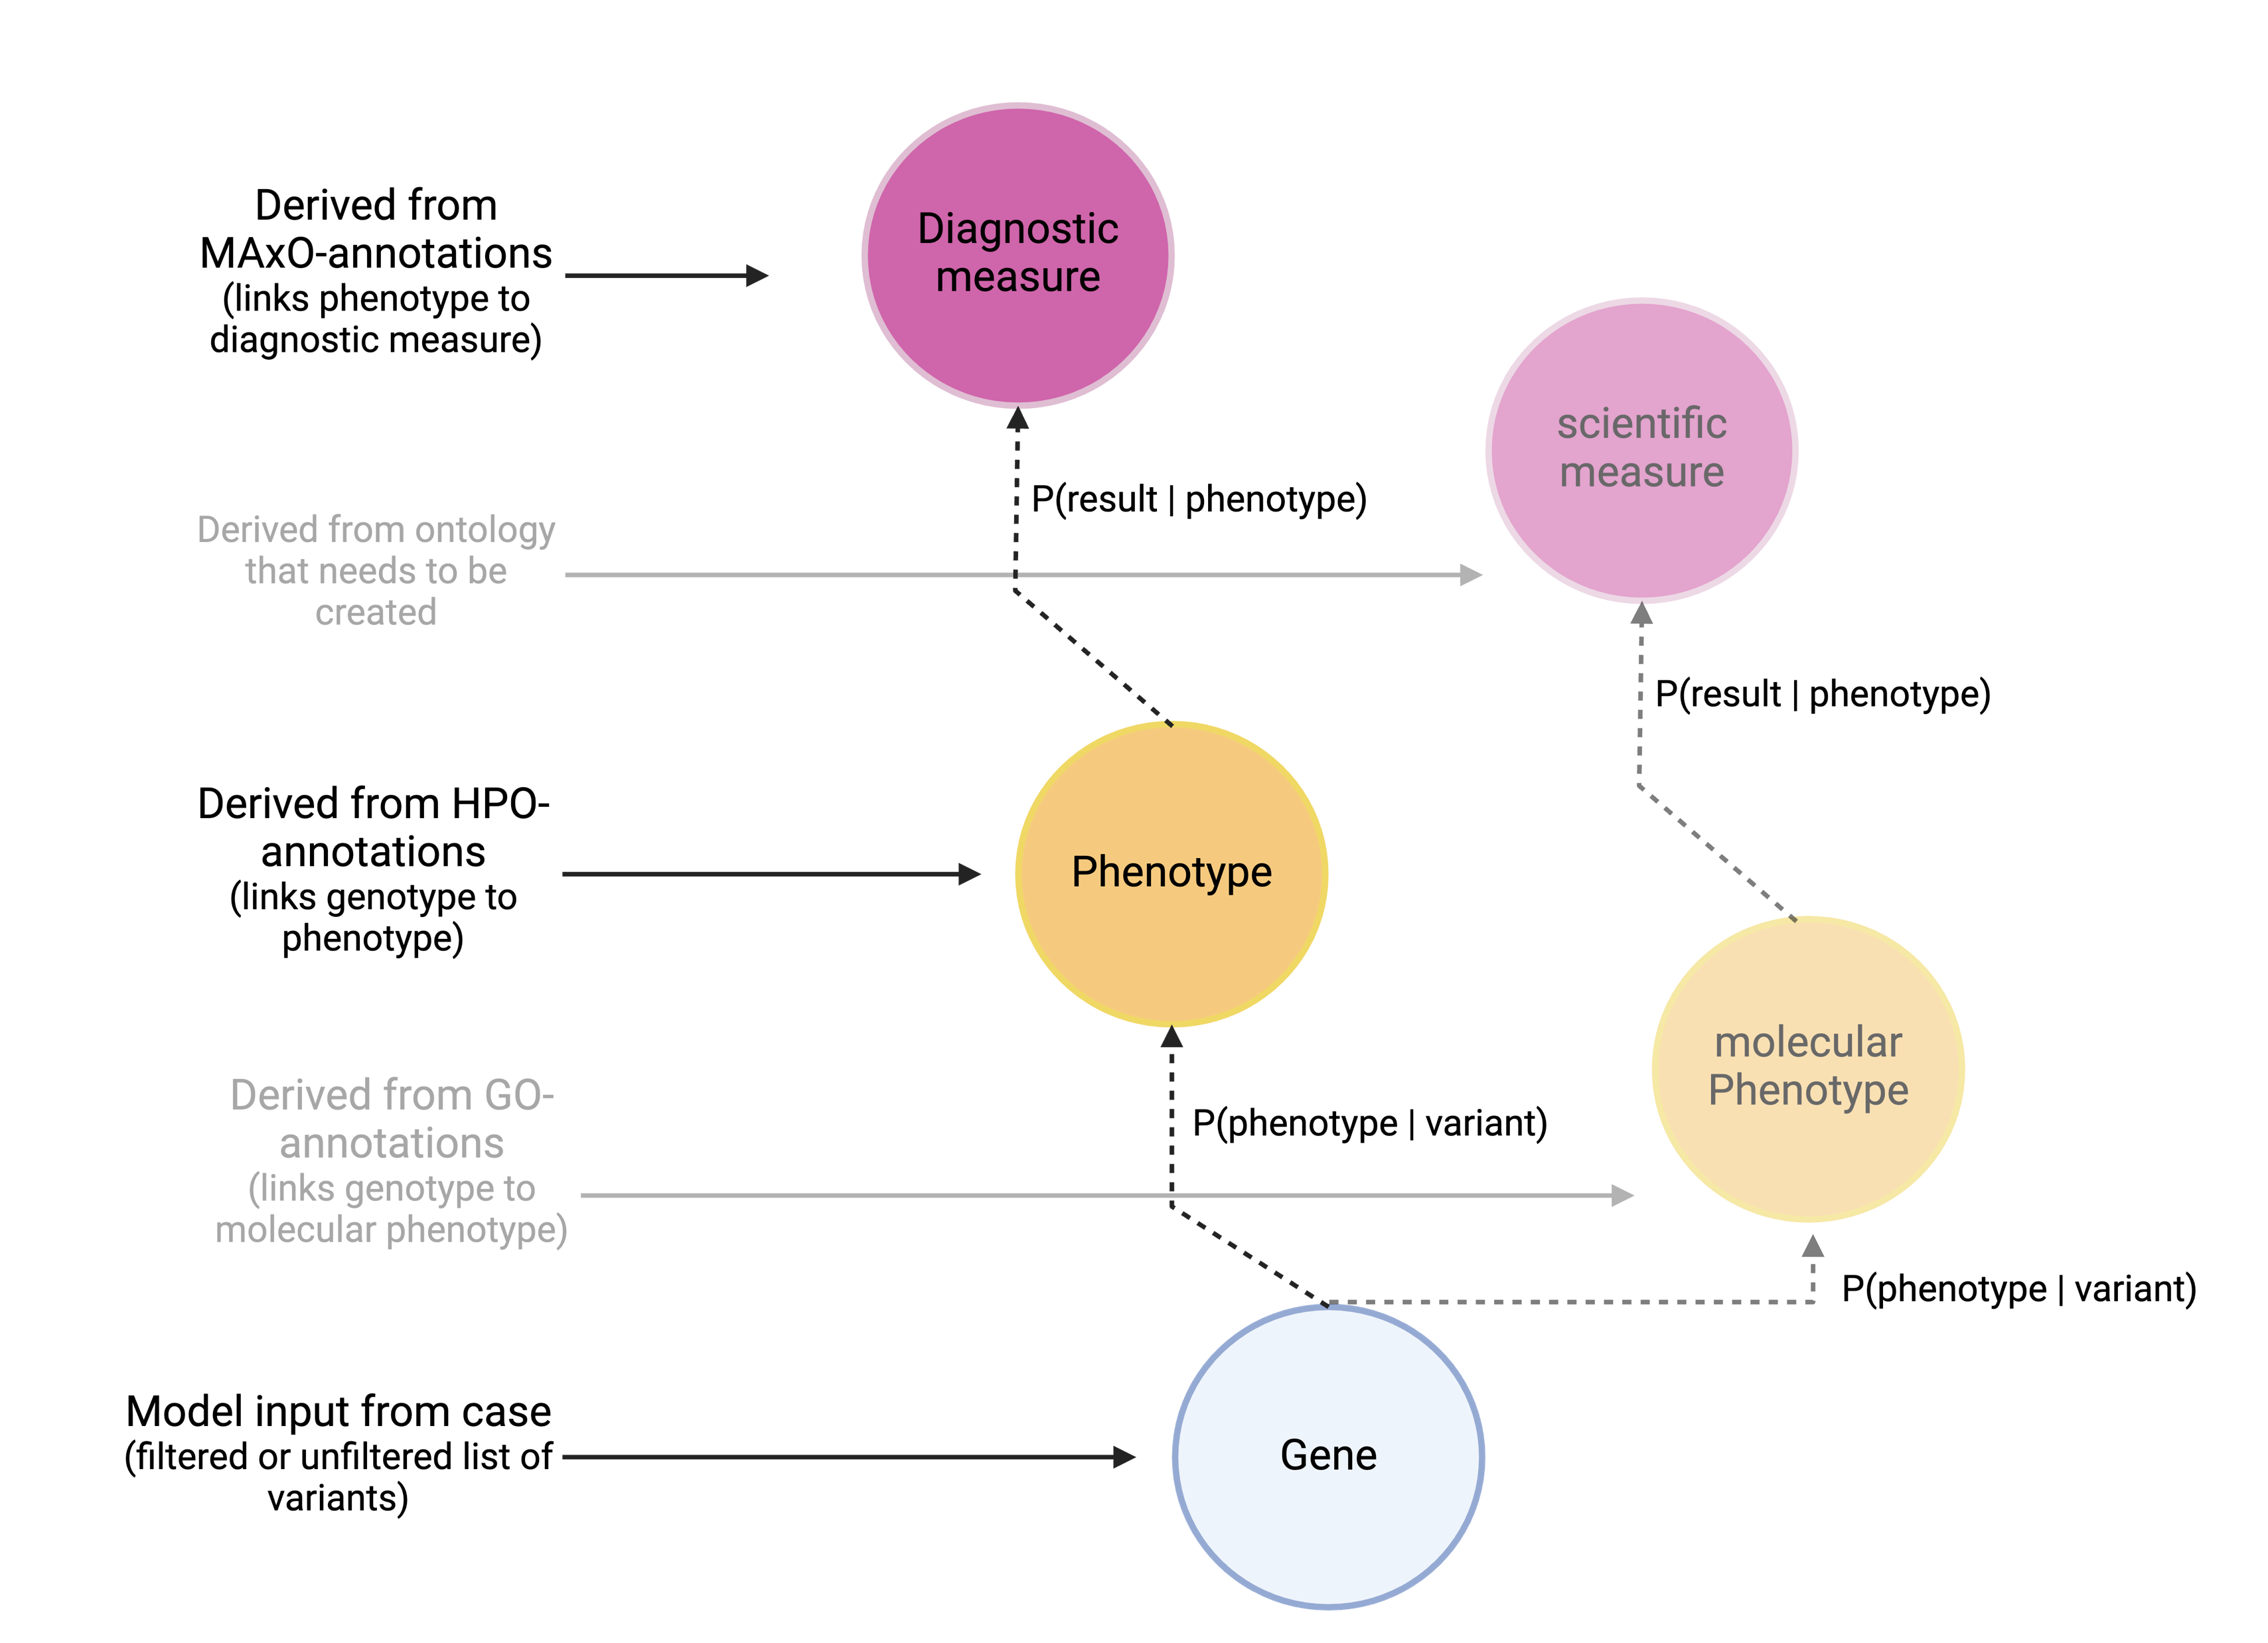 Derived from
MAxO-annotations
(links phenotype to
diagnostic measure)
Diagnostic
measure
scientific
measure
P(result | phenotype)
Derived from ontology
that needs to be
created
P(result | phenotype)
Derived from HPO-
annotations
(links genotype to
phenotype)
Phenotype
molecular
Phenotype
Derived from GO-
annotations
(links genotype to
molecular phenotype)
P(phenotype | variant)
P(phenotype | variant)
Model input from case
(filtered or unfiltered list of
variants)
Gene